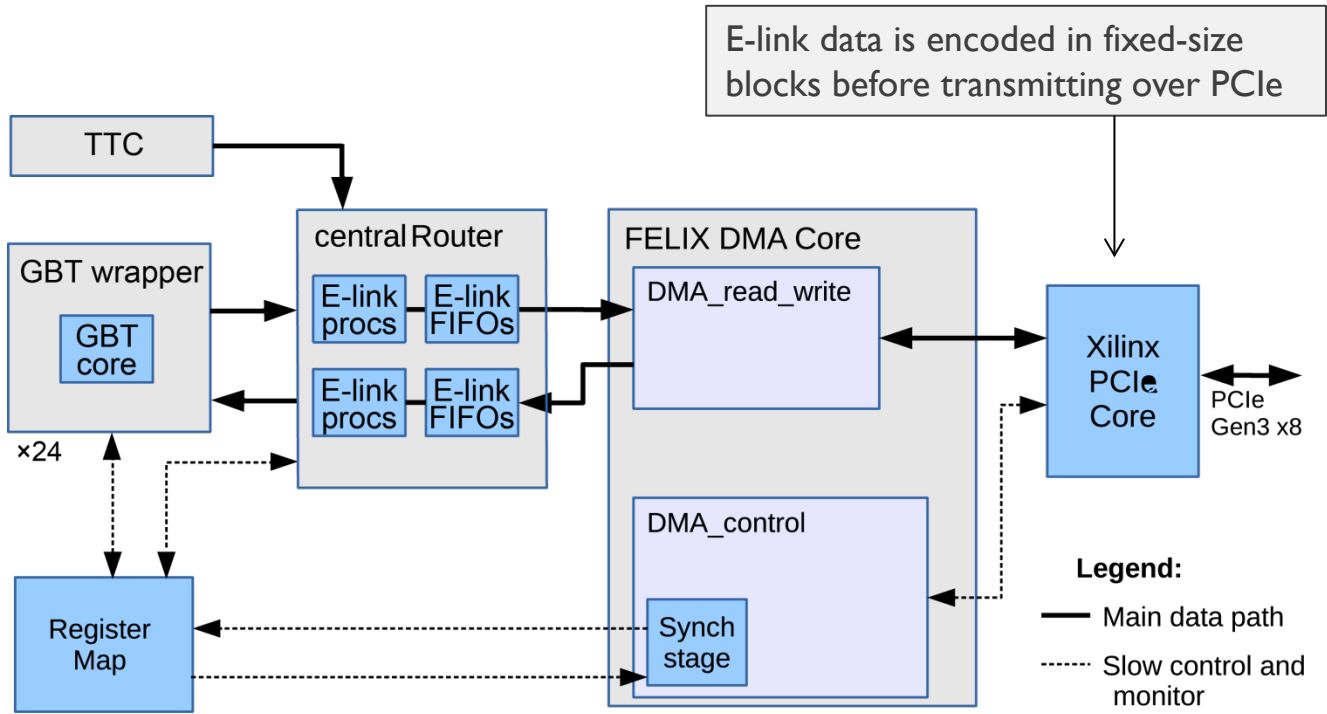 E-link data is encoded in fixed-size
blocks before transmitting over PCIe
TTC
central Router
FELIX DMA Core
GBT wrapper
GBT
core
×24
E-link
procs
E-link
FIFOs
E-link
procs
E-link
FIFOs
DMA_read_write
Xilinx
PCIe
Core
PCIe
Gen3 x8
DMA_control
Synch
stage
Register
Map
Legend:
Main data path
Slow control and
monitor